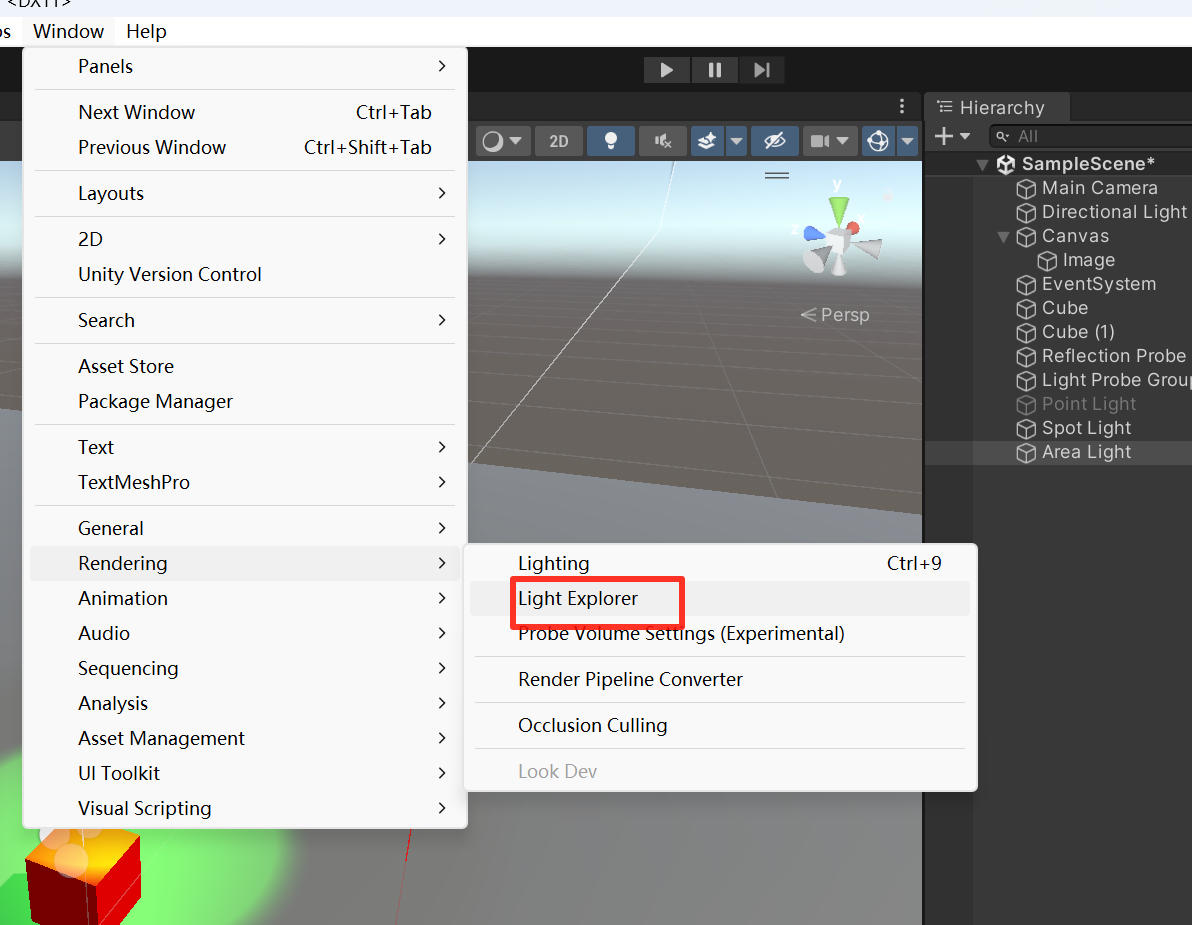 <DX11>
Window Help
Panels
Next Window Ctrl+Tab
Previous Window Ctrl+Shift+Tab
Layouts
2D
Unity Version Control
Search
Asset Store
Package Manager
Text
TextMeshPro
General
Rendering
Animation
Audio
Sequencing
Analysis
Asset Management
UI Toolkit
Visual Scripting
Lighting Ctrl+9
Light Explorer
Probe Volume Settings (Experimental)
Render Pipeline Converter
Occlusion Culling
Look Dev
2D
y
x
z
< Persp
Hierarchy
All
SampleScene*
Main Camera
Directional Light
Canvas
Image
EventSystem
Cube
Cube (1)
Reflection Probe
Light Probe Group
Point Light
Spot Light
Area Light